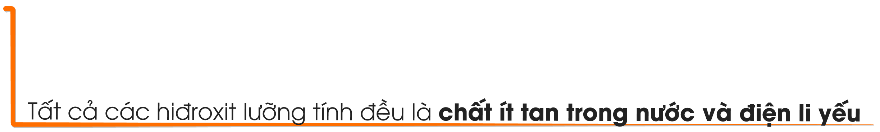 Tất cả các hiđroxit lưỡng tính đều là chất ít tan trong nước và điện li yếu